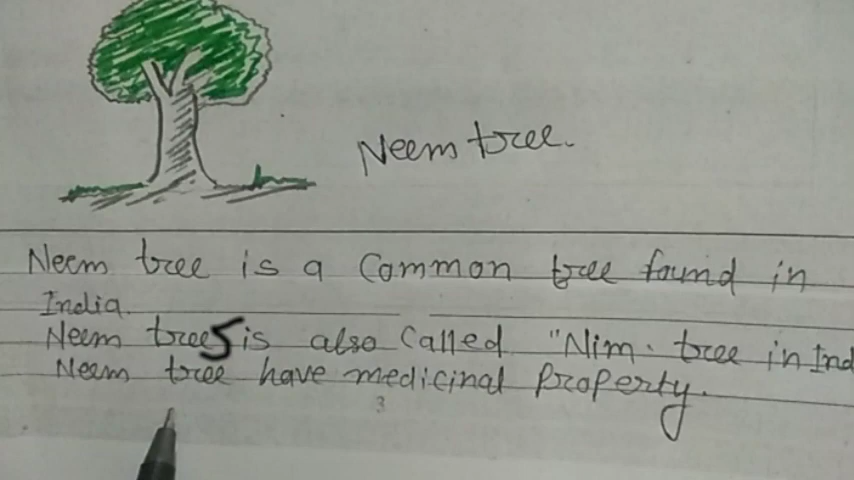 Neem tree.
Neem tree is a Common tree found in
India.
Neem trees is also Called "Nim. tree in Ind
Neem tree have medicinal Property.
3